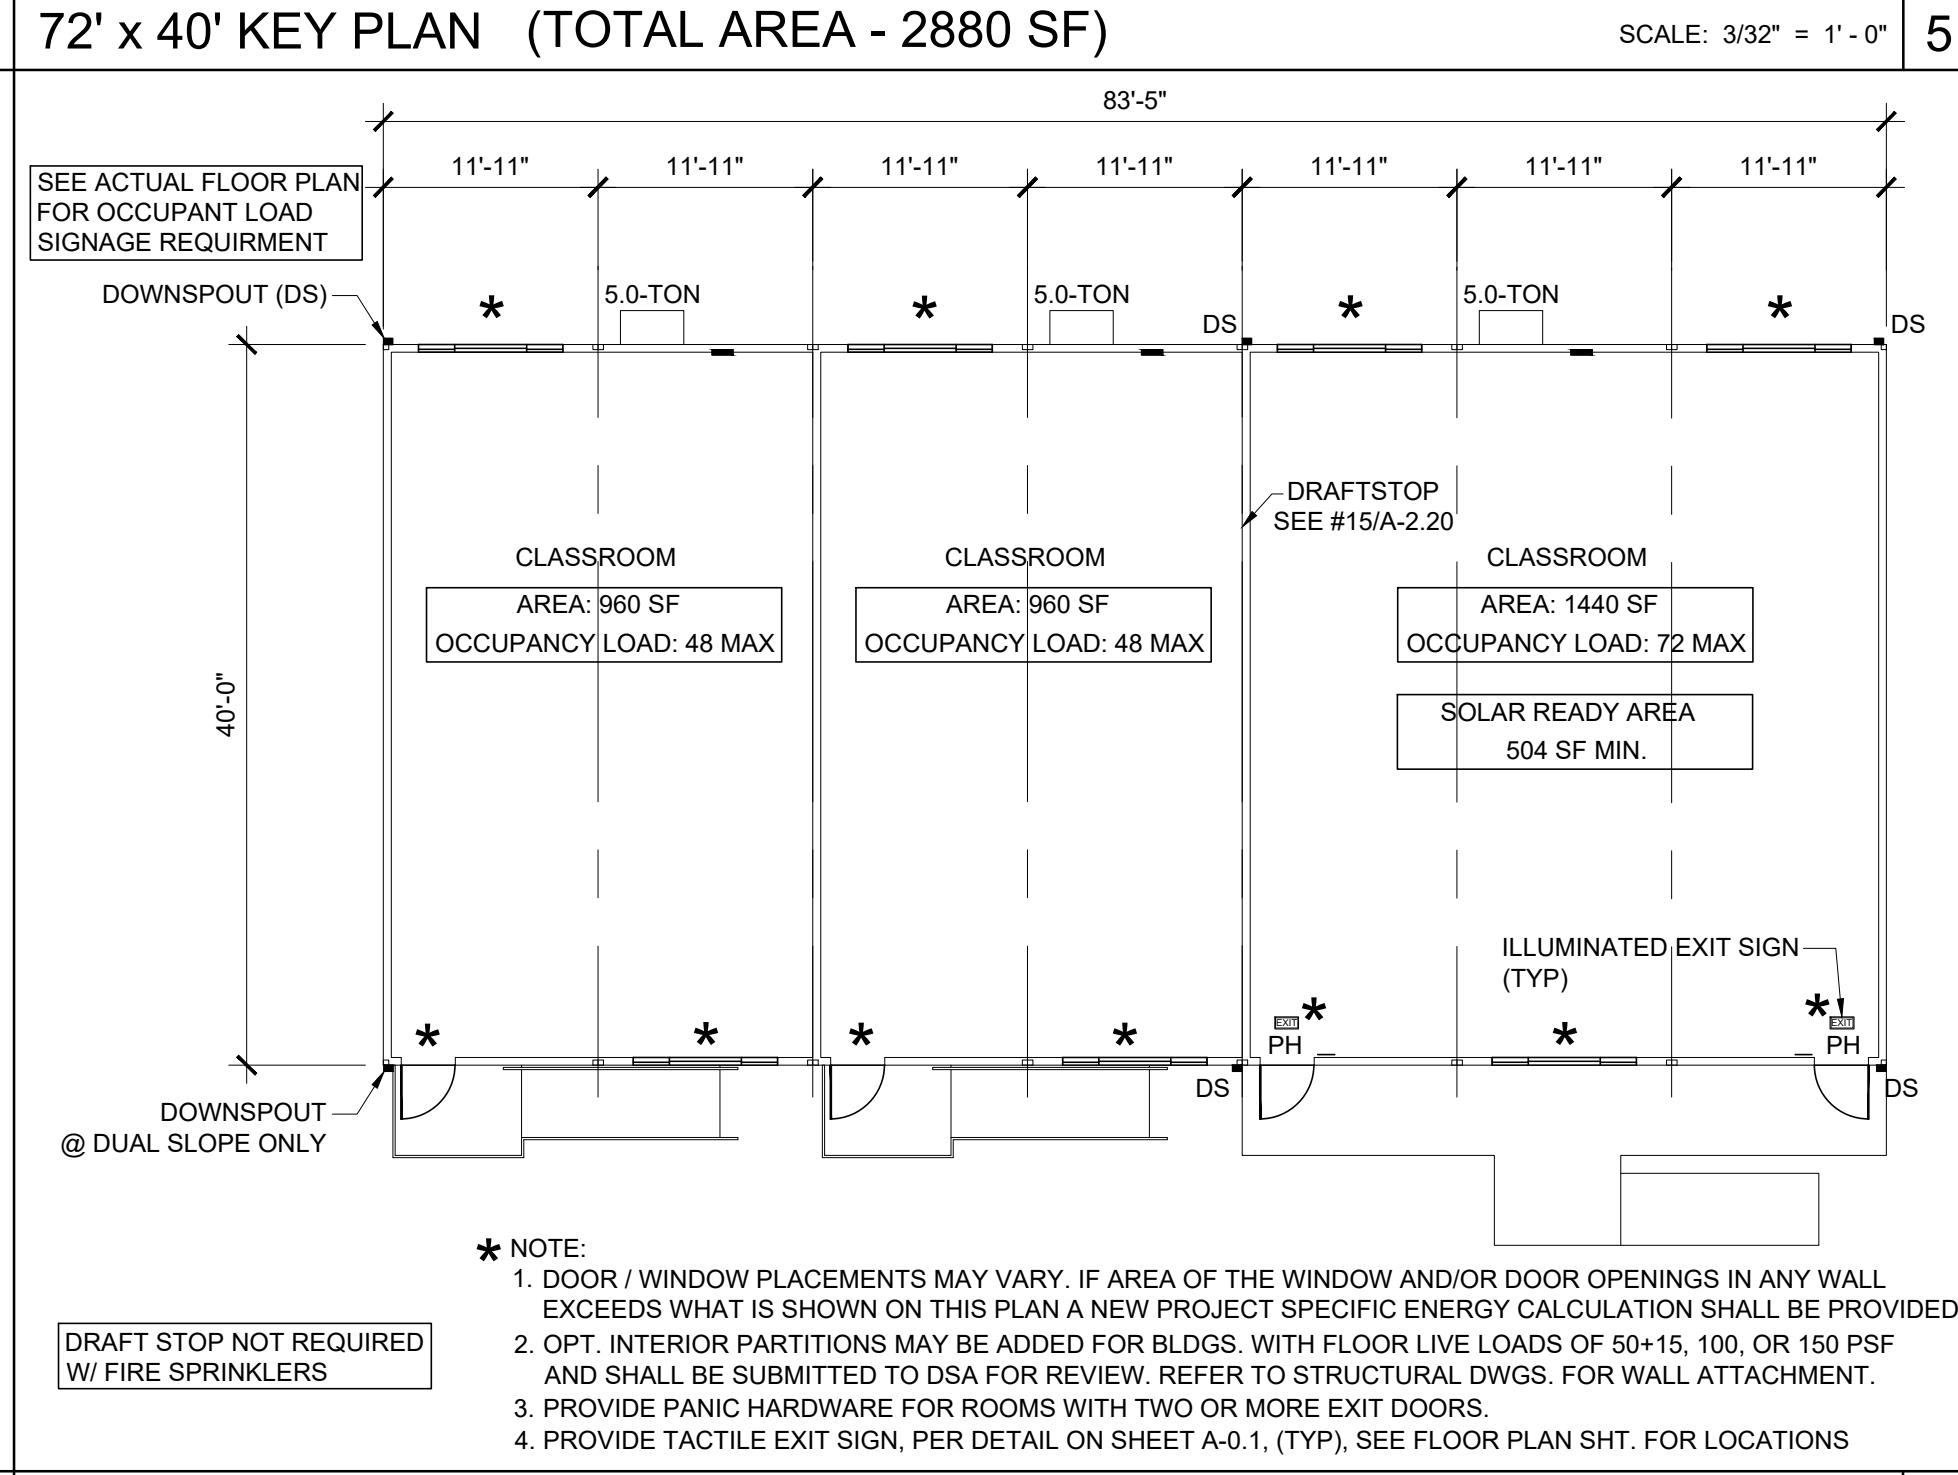 72' x 40' KEY PLAN (TOTAL AREA - 2880 SF)
SCALE: 3/32" = 1' - 0"
5
83'-5"
11'-11" 11'-11" 11'-11" 11'-11" 11'-11" 11'-11" 11'-11"
SEE ACTUAL FLOOR PLAN
FOR OCCUPANT LOAD
SIGNAGE REQUIRMENT
DOWNSPOUT (DS)
* 5.0-TON * 5.0-TON * 5.0-TON *
DS DS
40'-0"
DRAFTSTOP
SEE #15/A-2.20
CLASSROOM
AREA: 960 SF
OCCUPANCY LOAD: 48 MAX
CLASSROOM
AREA: 960 SF
OCCUPANCY LOAD: 48 MAX
CLASSROOM
AREA: 1440 SF
OCCUPANCY LOAD: 72 MAX
SOLAR READY AREA
504 SF MIN.
ILLUMINATED EXIT SIGN
(TYP)
* * * * EXIT * * * EXIT
PH PH
DS DS
DOWNSPOUT
@ DUAL SLOPE ONLY
* NOTE:
1. DOOR / WINDOW PLACEMENTS MAY VARY. IF AREA OF THE WINDOW AND/OR DOOR OPENINGS IN ANY WALL
EXCEEDS WHAT IS SHOWN ON THIS PLAN A NEW PROJECT SPECIFIC ENERGY CALCULATION SHALL BE PROVIDED
2. OPT. INTERIOR PARTITIONS MAY BE ADDED FOR BLDGS. WITH FLOOR LIVE LOADS OF 50+15, 100, OR 150 PSF
AND SHALL BE SUBMITTED TO DSA FOR REVIEW. REFER TO STRUCTURAL DWGS. FOR WALL ATTACHMENT.
3. PROVIDE PANIC HARDWARE FOR ROOMS WITH TWO OR MORE EXIT DOORS.
4. PROVIDE TACTILE EXIT SIGN, PER DETAIL ON SHEET A-0.1, (TYP), SEE FLOOR PLAN SHT. FOR LOCATIONS
DRAFT STOP NOT REQUIRED
W/ FIRE SPRINKLERS